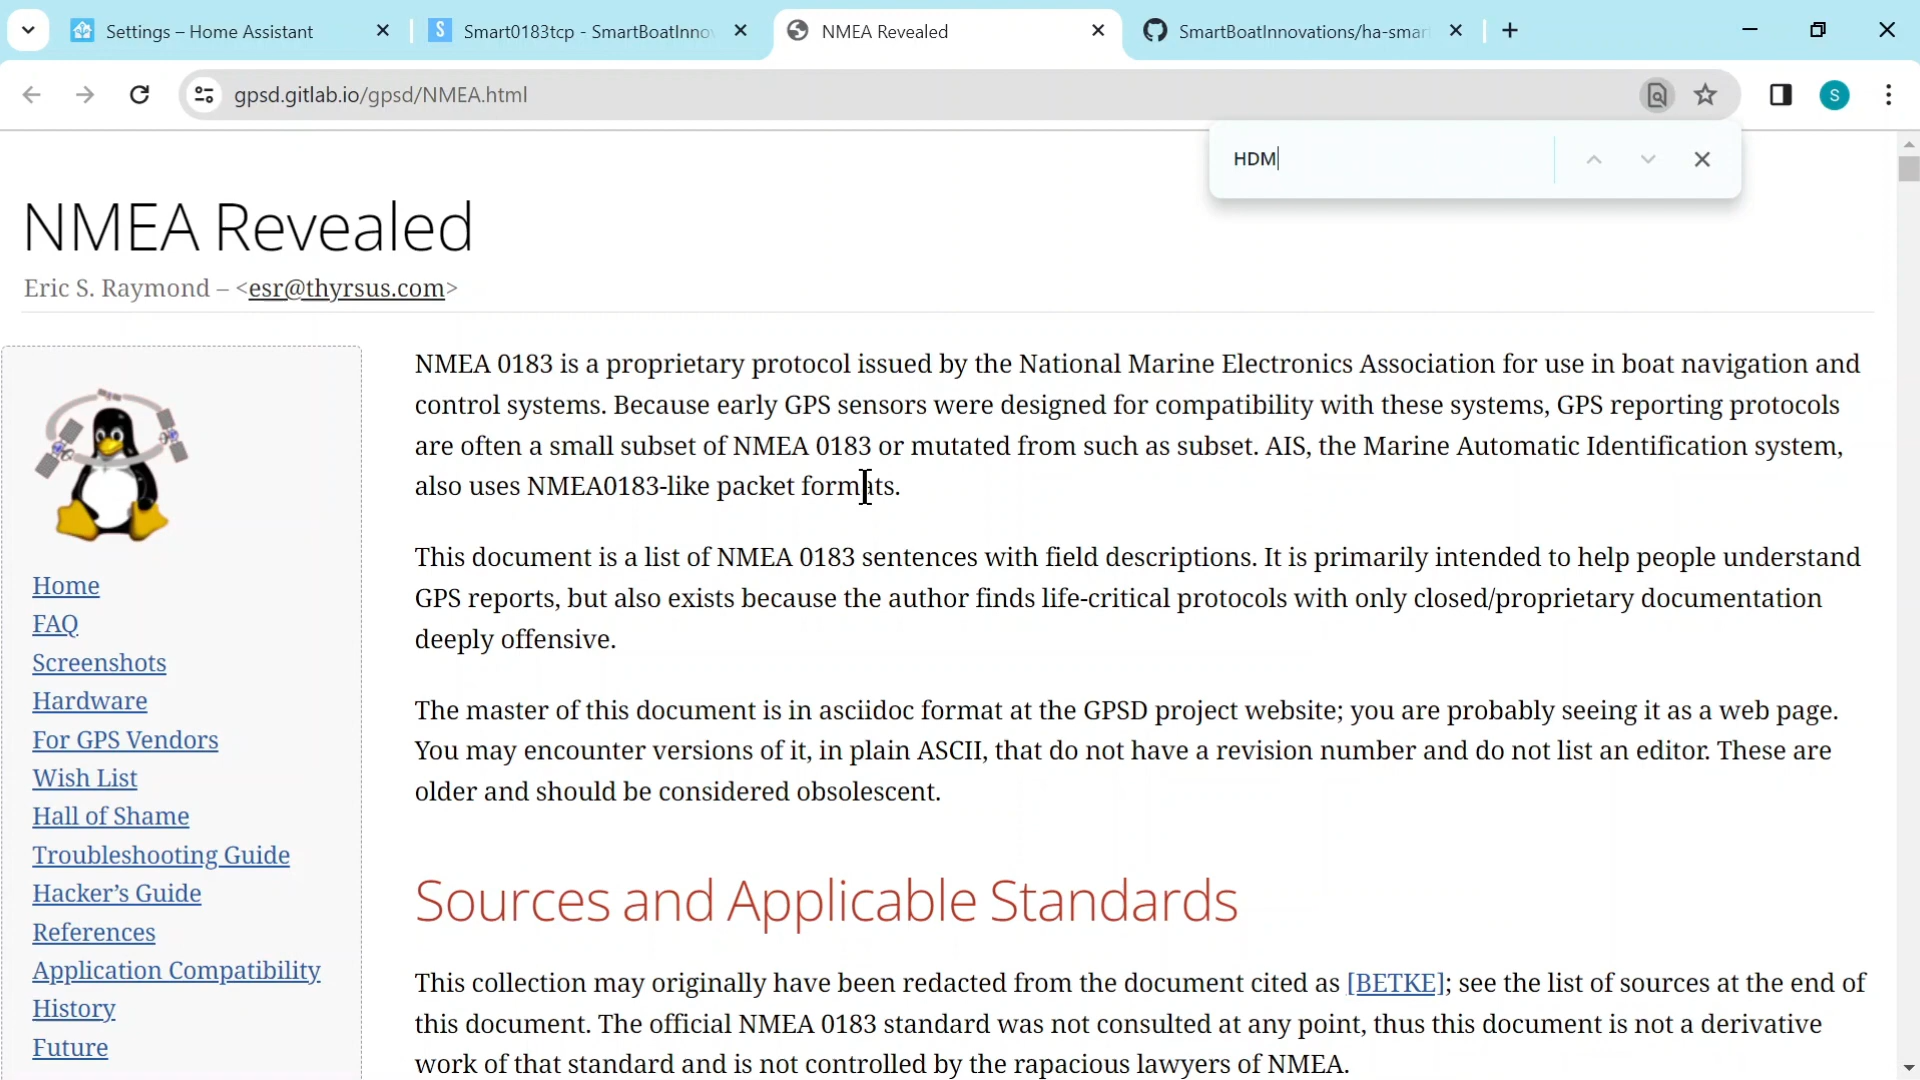 Settings – Home Assistant
Smart0183tcp - SmartBoatInnov
NMEA Revealed
SmartBoatInnovations/ha-smar
gpsd.gitlab.io/gpsd/NMEA.html
S
HDM
NMEA Revealed
Eric S. Raymond – <esr@thyrsus.com>
NMEA 0183 is a proprietary protocol issued by the National Marine Electronics Association for use in boat navigation and
control systems. Because early GPS sensors were designed for compatibility with these systems, GPS reporting protocols
are often a small subset of NMEA 0183 or mutated from such as subset. AIS, the Marine Automatic Identification system,
also uses NMEA0183-like packet formats.
This document is a list of NMEA 0183 sentences with field descriptions. It is primarily intended to help people understand
GPS reports, but also exists because the author finds life-critical protocols with only closed/proprietary documentation
deeply offensive.
The master of this document is in asciidoc format at the GPSD project website; you are probably seeing it as a web page.
You may encounter versions of it, in plain ASCII, that do not have a revision number and do not list an editor. These are
older and should be considered obsolescent.
Sources and Applicable Standards
This collection may originally have been redacted from the document cited as [BETKE]; see the list of sources at the end of
this document. The official NMEA 0183 standard was not consulted at any point, thus this document is not a derivative
work of that standard and is not controlled by the rapacious lawyers of NMEA.
Home
FAQ
Screenshots
Hardware
For GPS Vendors
Wish List
Hall of Shame
Troubleshooting Guide
Hacker's Guide
References
Application Compatibility
History
Future